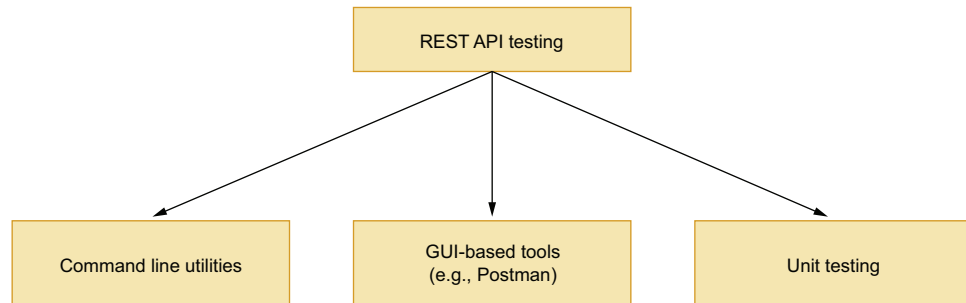 REST API testing
Command line utilities
GUI-based tools
(e.g., Postman)
Unit testing